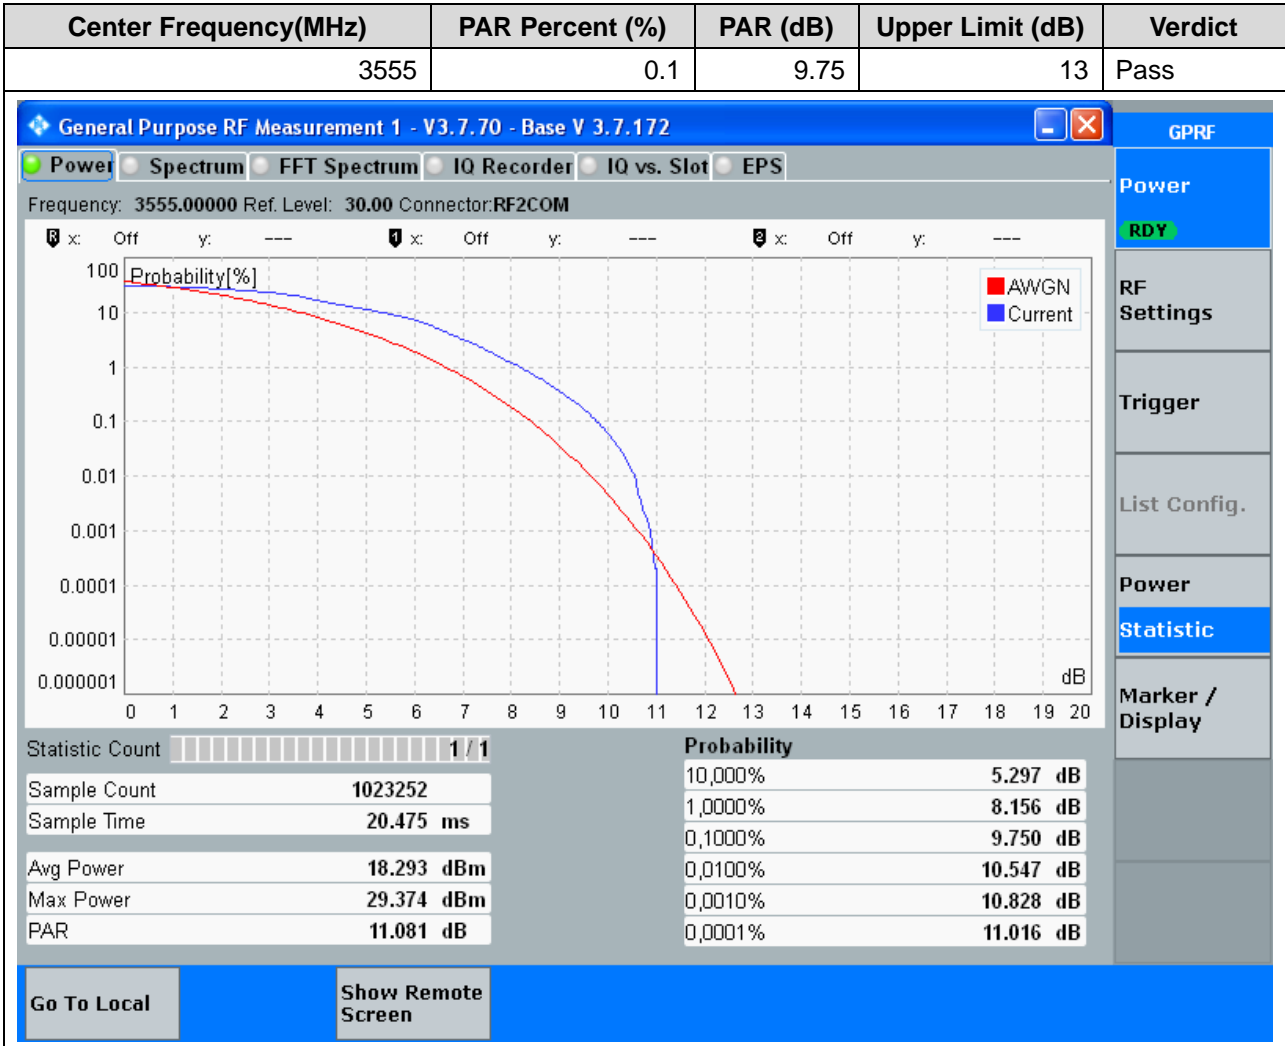 Center Frequency(MHz) PAR Percent (%) PAR (dB) Upper Limit (dB) Verdict
3555 0.1 9.75 13 Pass
General Purpose RF Measurement 1 - V3.7.70 - Base V 3.7.172
GPRF
Power Spectrum FFT Spectrum IQ Recorder IQ vs. Slot EPS
Frequency: 3555.00000 Ref. Level: 30.00 Connector:RF2COM
R x: Off y: --- 1 x: Off y: --- 2 x: Off y: ---
Probability[%]
AWGN
Current
100
10
1
0.1
0.01
0.001
0.0001
0.00001
0.000001
dB
0 1 2 3 4 5 6 7 8 9 10 11 12 13 14 15 16 17 18 19 20
Statistic Count 1 / 1
Sample Count 1023252
Sample Time 20.475 ms
Avg Power 18.293 dBm
Max Power 29.374 dBm
PAR 11.081 dB
Probability
10,000% 5.297 dB
1,0000% 8.156 dB
0,1000% 9.750 dB
0,0100% 10.547 dB
0,0010% 10.828 dB
0,0001% 11.016 dB
Power
RDY
RF
Settings
Trigger
List Config.
Power
Statistic
Marker /
Display
Go To Local
Show Remote
Screen